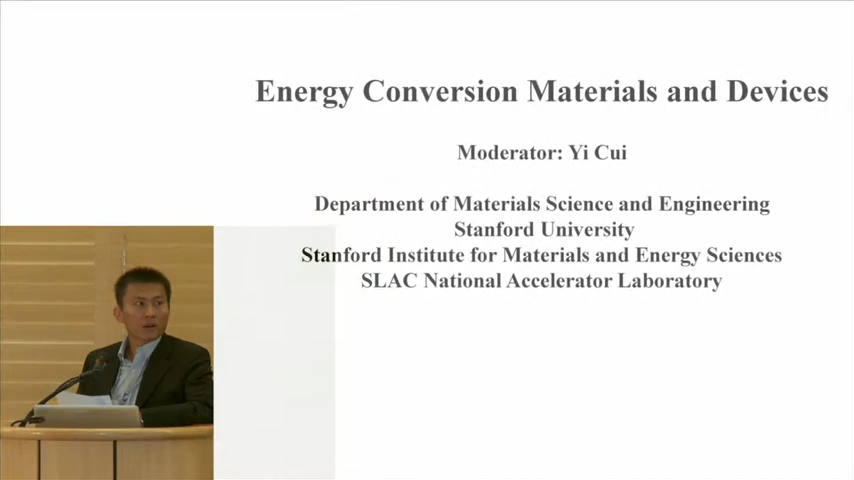 Energy Conversion Materials and Devices
Moderator: Yi Cui
Department of Materials Science and Engineering
Stanford University
Stanford Institute for Materials and Energy Sciences
SLAC National Accelerator Laboratory